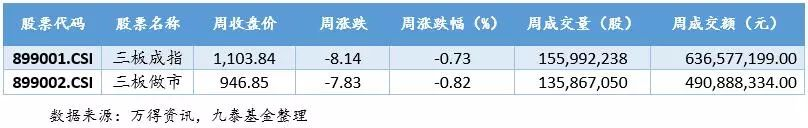 股票代码 股票名称 周收盘价 周涨跌 周涨跌幅（%） 周成交量（股） 周成交额（元）
899001.CSI 三板成指 1,103.84 -8.14 -0.73 155,992,238 636,577,199.00
899002.CSI 三板做市 946.85 -7.83 -0.82 135,867,050 490,888,334.00
数据来源：万得资讯，九泰基金整理